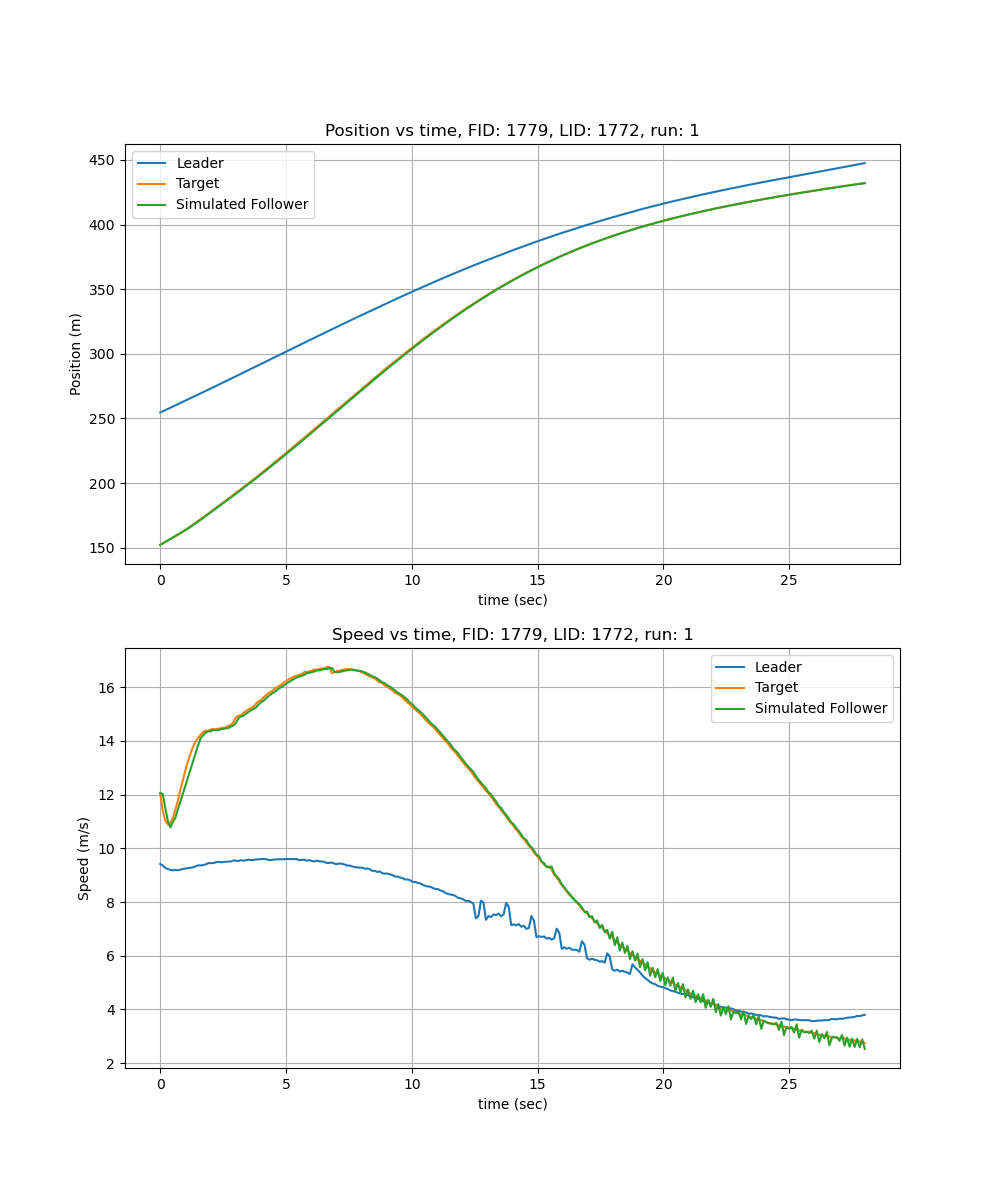 Position vs time, FID: 1779, LID: 1772, run: 1
Leader
Target
Simulated Follower
450
400
350
300
250
200
150
Position (m)
0 5 10 15 20 25
time (sec)
Speed vs time, FID: 1779, LID: 1772, run: 1
Leader
Target
Simulated Follower
16
14
12
10
8
6
4
2
Speed (m/s)
0 5 10 15 20 25
time (sec)